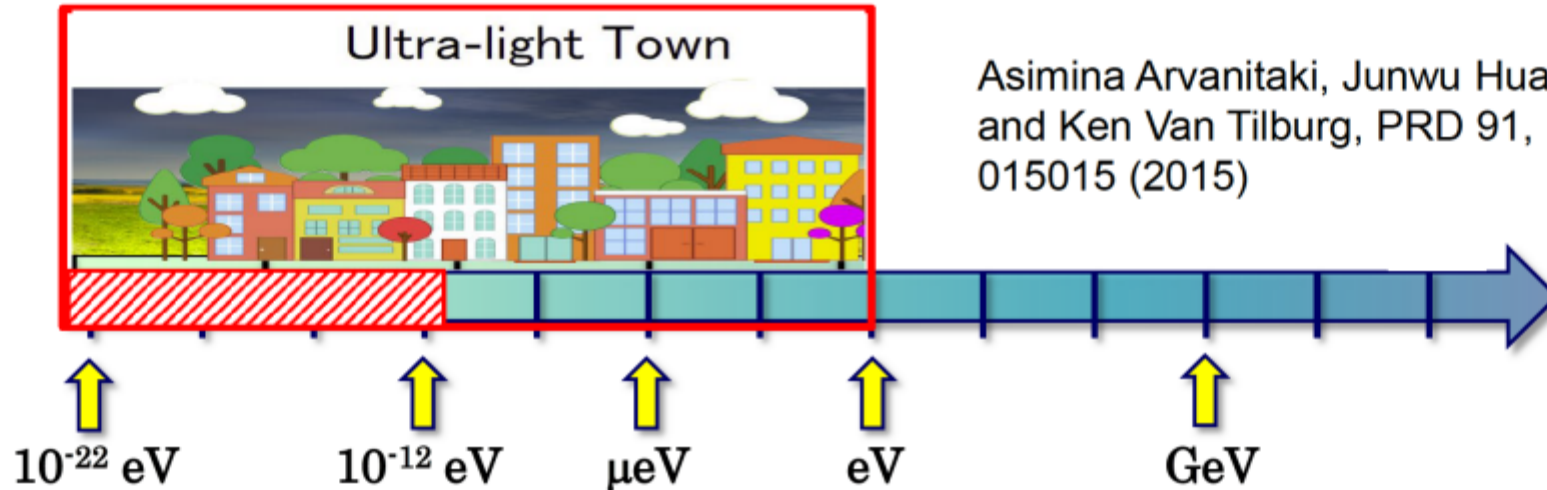 Ultra-light Town
Asimina Arvanitaki, Junwu Hua
and Ken Van Tilburg, PRD 91,
015015 (2015)
10⁻²² eV 10⁻¹² eV μeV eV GeV